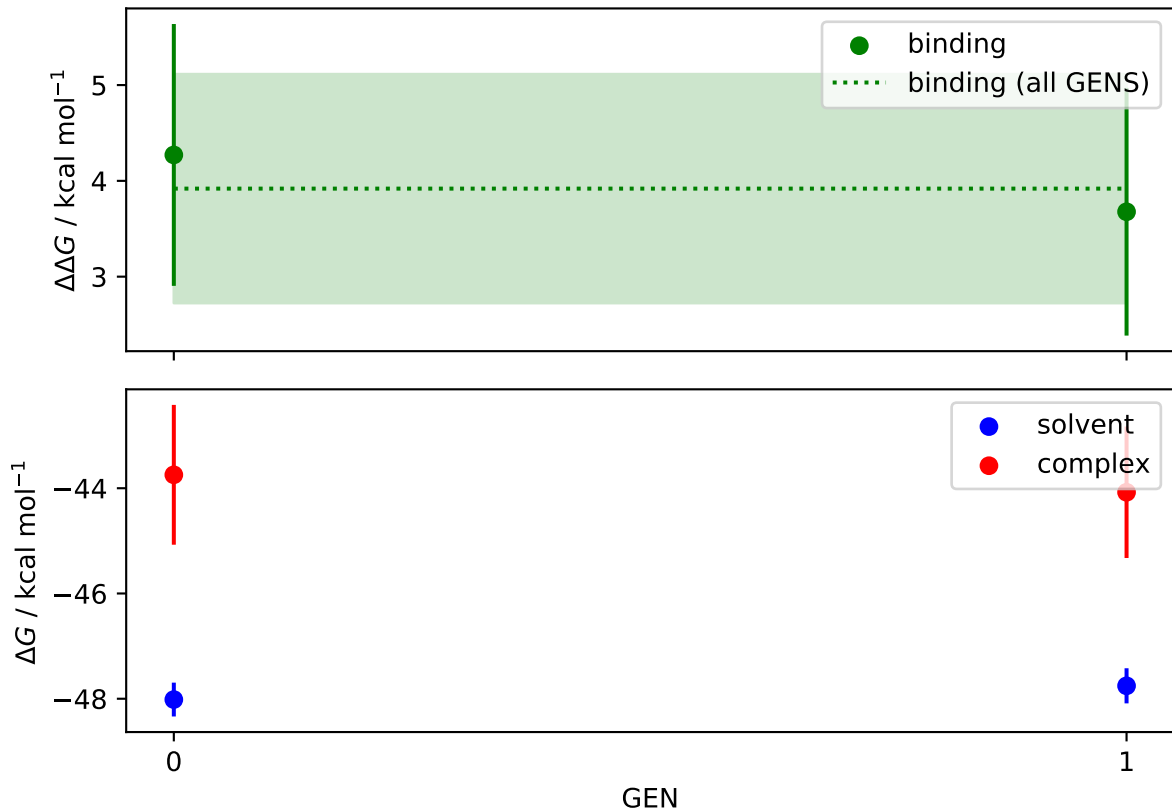 ΔΔG / kcal mol⁻¹
5
4
3
binding
binding (all GENS)
ΔG / kcal mol⁻¹
−44
−46
−48
solvent
complex
0
1
GEN